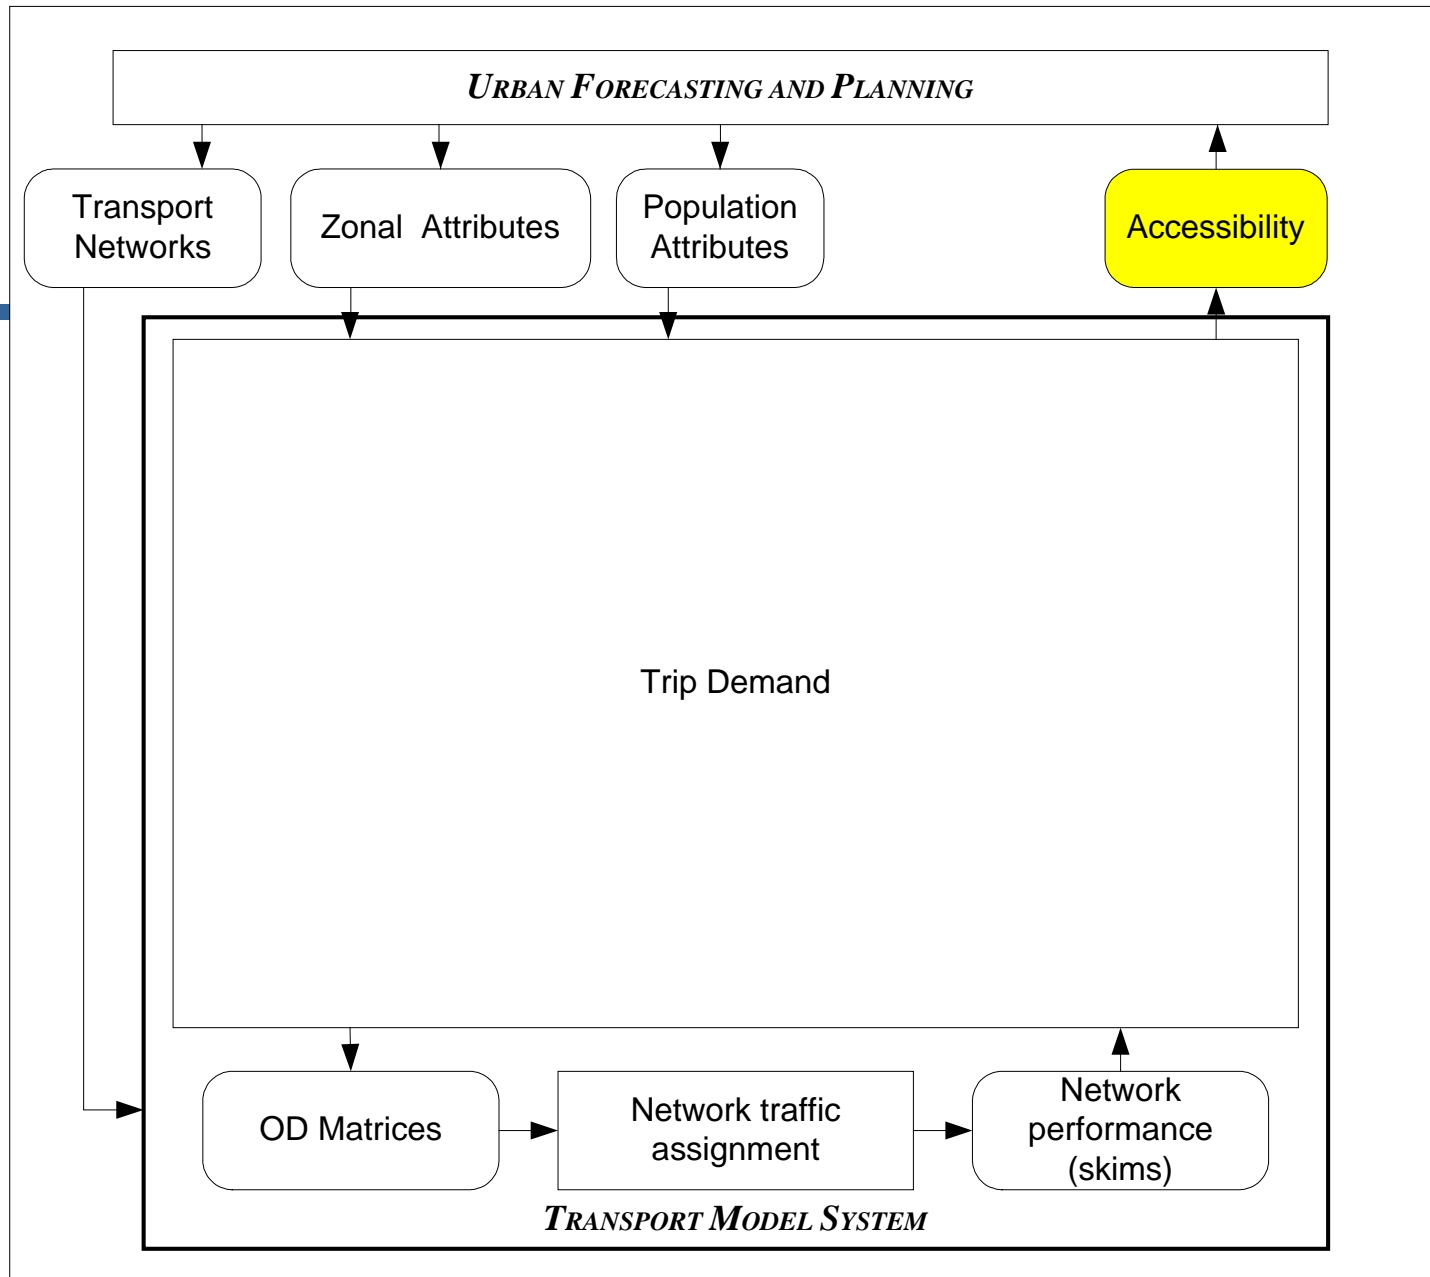 URBAN FORECASTING AND PLANNING
Transport
Networks
Zonal Attributes
Population
Attributes
Accessibility
Trip Demand
OD Matrices
Network traffic
assignment
Network
performance
(skims)
TRANSPORT MODEL SYSTEM